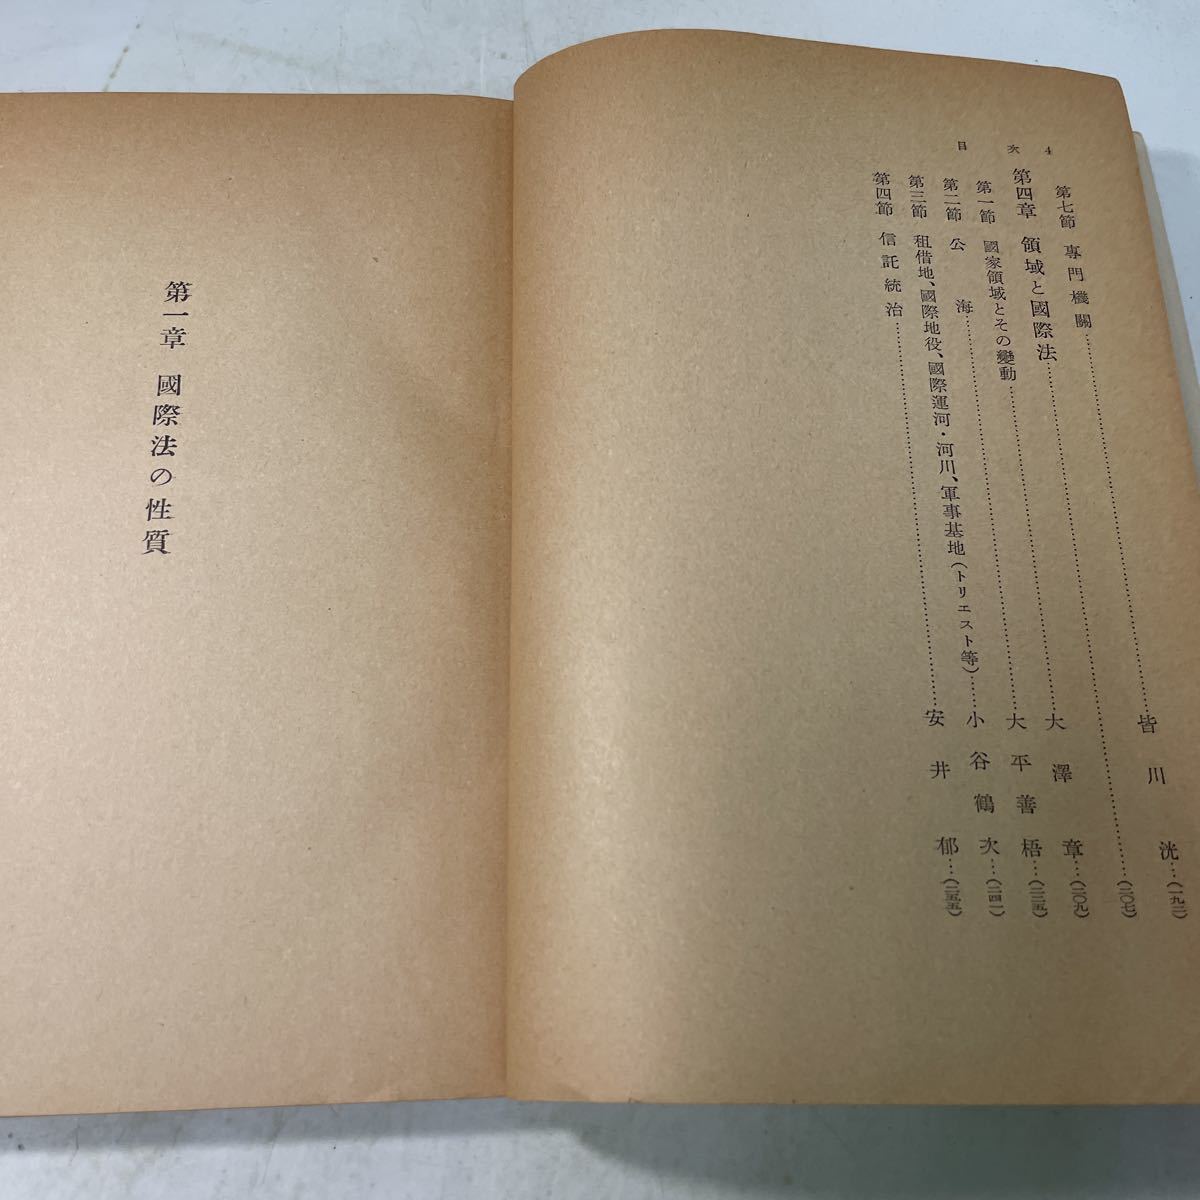 4 目次
第七節 專門機關……皆川洸…(一九二)
第四章 領域と國際法……(二〇七)
第一節 國家領域とその變動……大澤章…(二〇九)
第二節 公海……大平善梧…(二二五)
第三節 租借地、國際地役、國際運河・河川、軍事基地(トリエスト等)……小谷鶴次…(二四一)
第四節 信託統治……安井郁…(二五五)
第一章 國際法の性質